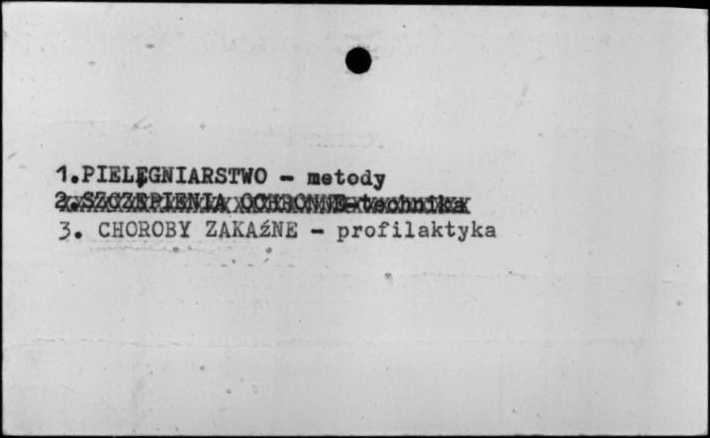 1.PIELĘGNIARSTWO - metody
2.SZCZEPIENIA OCHRONNE-technika
3. CHOROBY ZAKAźNE - profilaktyka